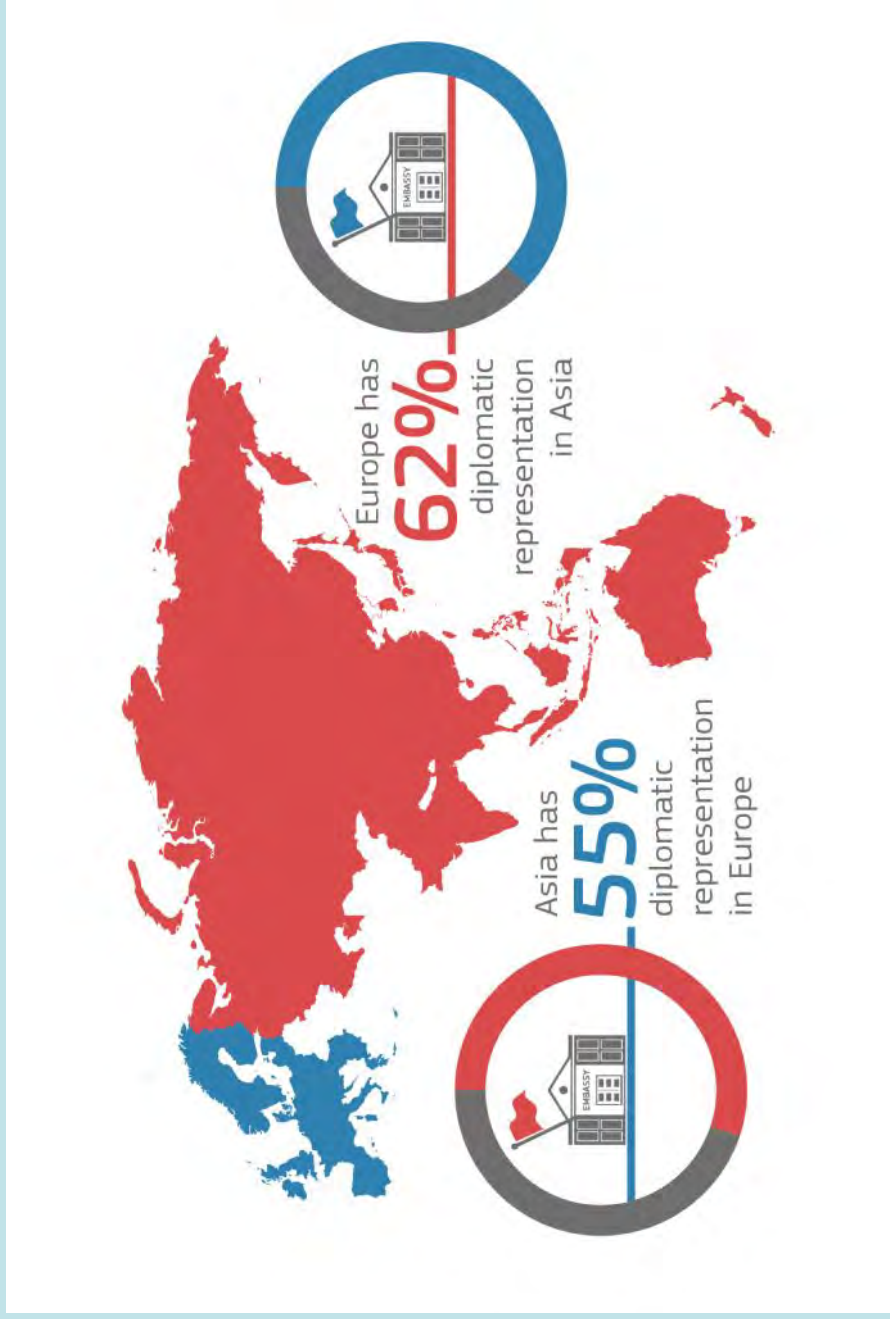 EMBASSY
Europe has
62%
diplomatic
representation
in Asia
Asia has
55%
diplomatic
representation
in Europe
EMBASSY